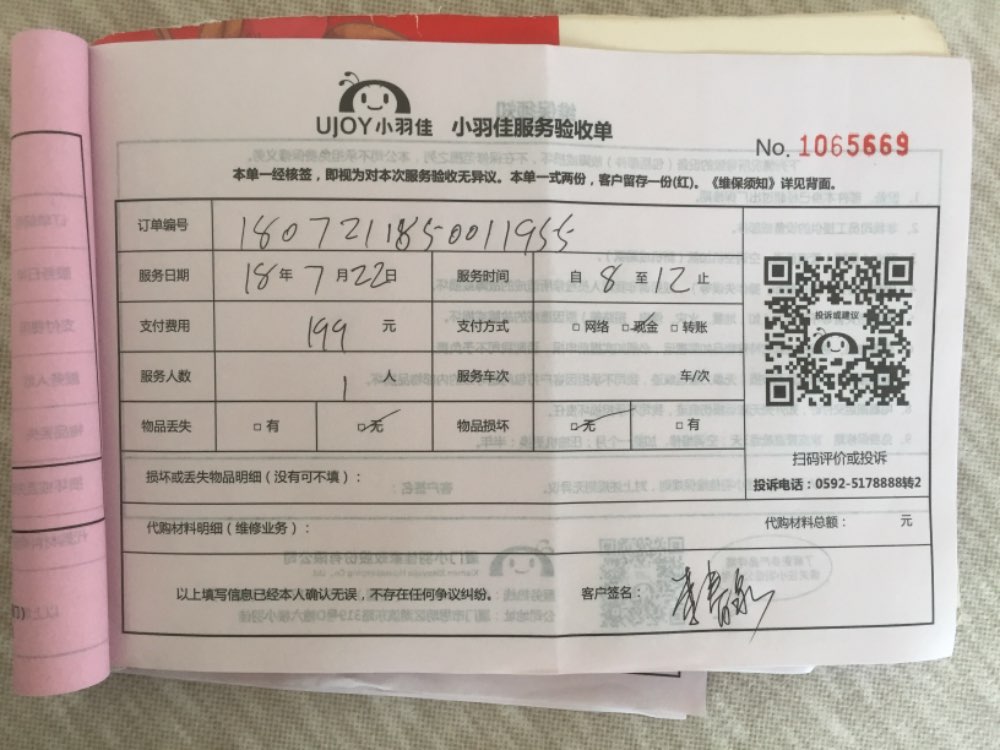 UJOY小羽佳 小羽佳服务验收单
No. 1065669
本单一经核签，即视为对本次服务验收无异议。本单一式两份，客户留存一份(红)。《维保须知》详见背面。
订单编号 1807211850011955
服务日期 18年7月22日 服务时间 自8至12止
支付费用 199 元 支付方式 □网络 □现金 □转账
服务人数 1 人 服务车次 车/次
物品丢失 □有 □无 物品损坏 □无 □有
投诉或建议
扫码评价或投诉
投诉电话：0592-5178888转2
损坏或丢失物品明细（没有可不填）：
代购材料明细（维修业务）： 代购材料总额： 元
以上填写信息已经本人确认无误，不存在任何争议纠纷。 客户签名：